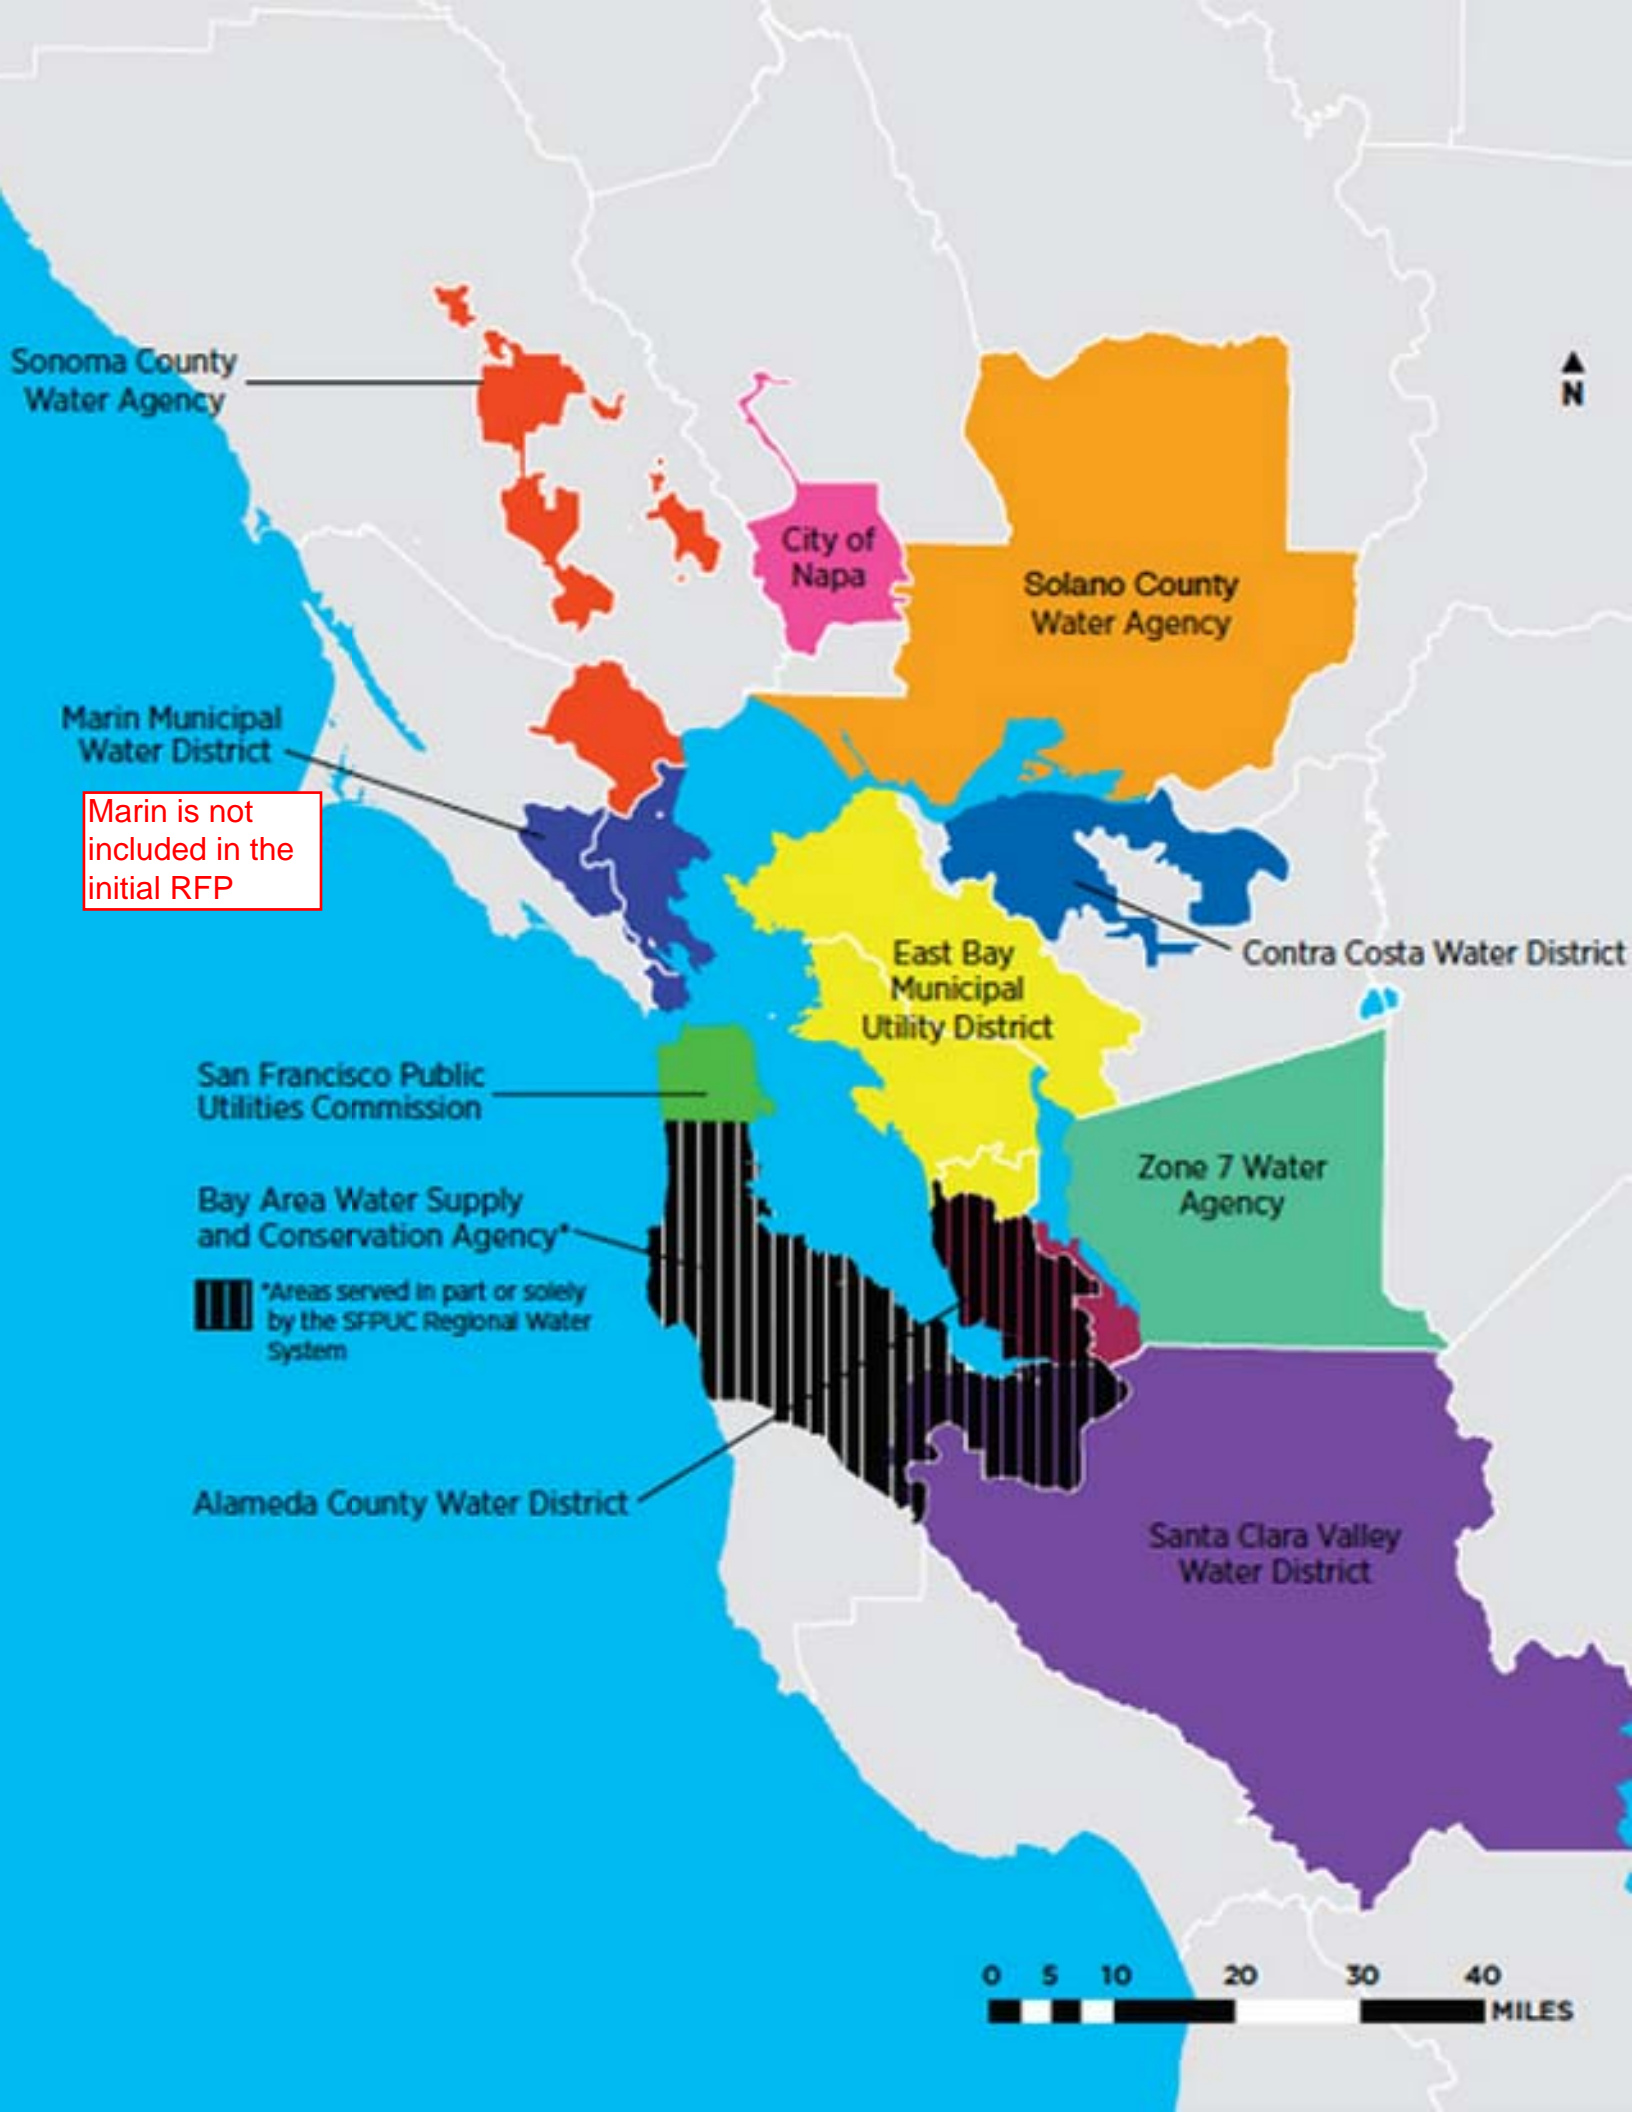 Sonoma County
Water Agency
N
City of
Napa
Solano County
Water Agency
Marin Municipal
Water District
Marin is not
included in the
initial RFP
East Bay
Municipal
Utility District
Contra Costa Water District
San Francisco Public
Utilities Commission
Zone 7 Water
Agency
Bay Area Water Supply
and Conservation Agency*
*Areas served in part or solely
by the SFPUC Regional Water
System
Alameda County Water District
Santa Clara Valley
Water District
0 5 10 20 30 40
MILES